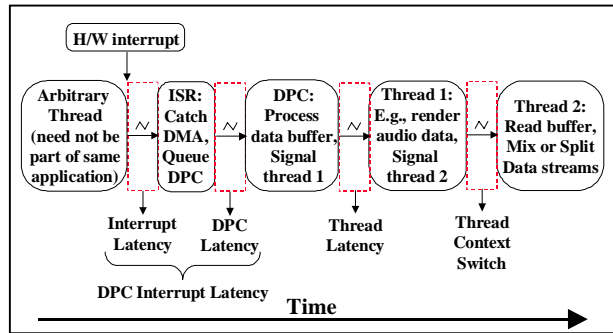 H/W interrupt
Arbitrary
Thread
(need not be
part of same
application)
ISR:
Catch
DMA,
Queue
DPC
DPC:
Process
data buffer,
Signal
thread 1
Thread 1:
E.g., render
audio data,
Signal
thread 2
Thread 2:
Read buffer,
Mix or Split
Data streams
Interrupt
Latency
DPC
Latency
Thread
Latency
Thread
Context
Switch
DPC Interrupt Latency
Time